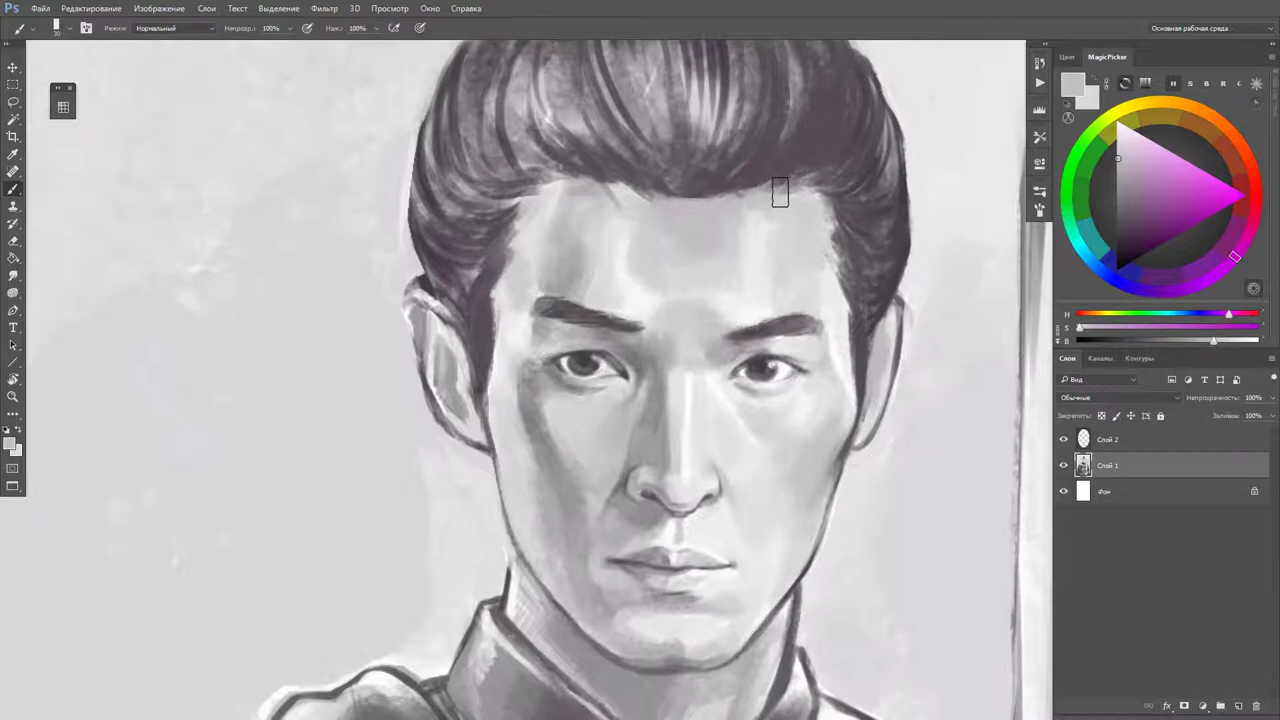 Ps Файл Редактирование Изображение Слои Текст Выделение Фильтр 3D Просмотр Окно Справка
30 Режим: Нормальный Непрозр.: 100% Наж.: 100% Основная рабочая среда
Цвет MagicPicker
H S B R
H
S
B
Слои Каналы Контуры
Вид
Обычные Непрозрачность: 100%
Закрепить: Заливка: 100%
Слой 2
Слой 1
Фон
fx